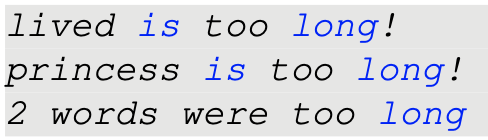 lived is too long!
princess is too long!
2 words were too long